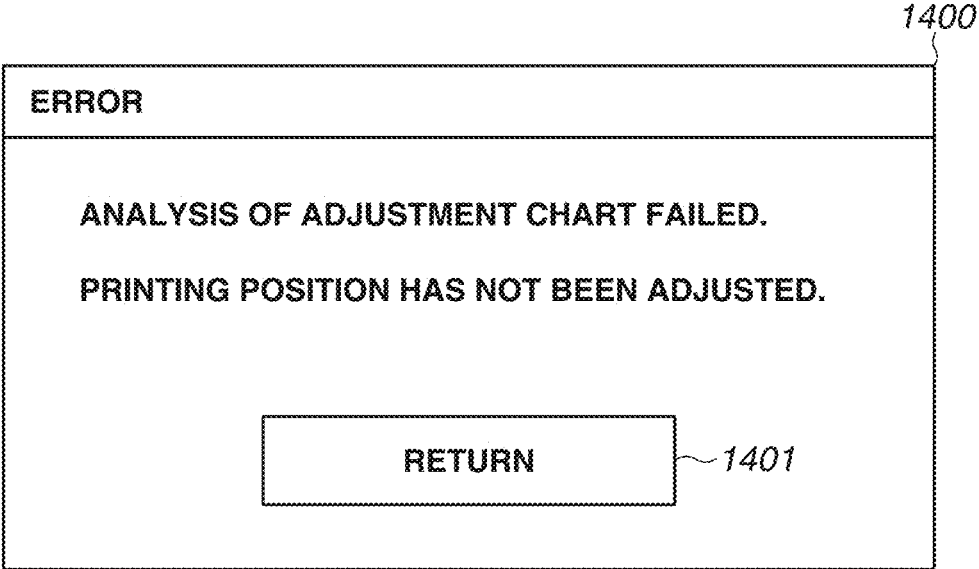 1400
ERROR
ANALYSIS OF ADJUSTMENT CHART FAILED.
PRINTING POSITION HAS NOT BEEN ADJUSTED.
RETURN
1401